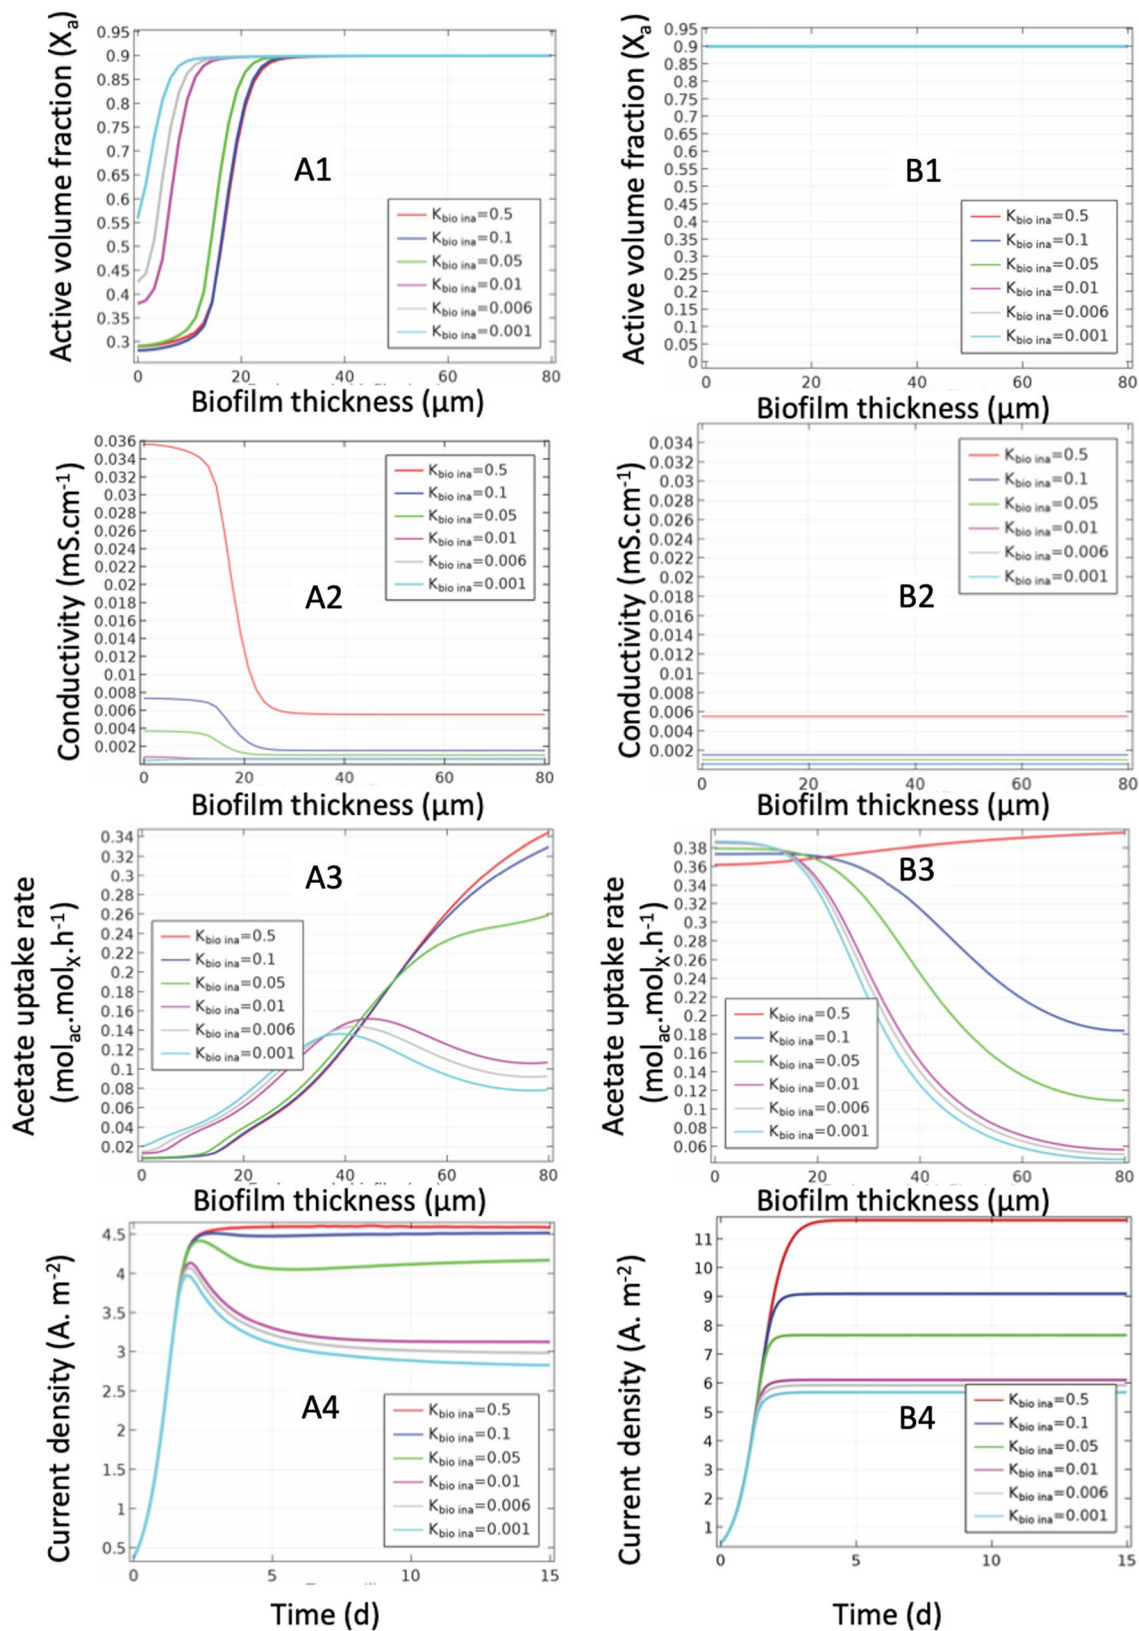 Active volume fraction (Xa)
0.95
0.9
0.85
0.8
0.75
0.7
0.65
0.6
0.55
0.5
0.45
0.4
0.35
0.3
A1
Kbio ina=0.5
Kbio ina=0.1
Kbio ina=0.05
Kbio ina=0.01
Kbio ina=0.006
Kbio ina=0.001
0 20 40 60 80
Biofilm thickness (μm)
Active volume fraction (Xa)
0.95
0.9
0.85
0.8
0.75
0.7
0.65
0.6
0.55
0.5
0.45
0.4
0.35
0.3
0.25
0.2
0.15
0.1
0.05
0
B1
Kbio ina=0.5
Kbio ina=0.1
Kbio ina=0.05
Kbio ina=0.01
Kbio ina=0.006
Kbio ina=0.001
0 20 40 60 80
Biofilm thickness (μm)
Conductivity (mS.cm-1)
0.036
0.034
0.03
0.028
0.026
0.024
0.022
0.02
0.018
0.016
0.014
0.012
0.01
0.008
0.006
0.004
0.002
A2
Kbio ina=0.5
Kbio ina=0.1
Kbio ina=0.05
Kbio ina=0.01
Kbio ina=0.006
Kbio ina=0.001
0 20 40 60 80
Biofilm thickness (μm)
Conductivity (mS.cm-1)
0.034
0.03
0.028
0.026
0.024
0.022
0.02
0.018
0.016
0.014
0.012
0.01
0.008
0.006
0.004
0.002
B2
Kbio ina=0.5
Kbio ina=0.1
Kbio ina=0.05
Kbio ina=0.01
Kbio ina=0.006
Kbio ina=0.001
0 20 40 60 80
Biofilm thickness (μm)
Acetate uptake rate
(molac.molX.h-1)
0.34
0.32
0.3
0.28
0.26
0.24
0.22
0.2
0.18
0.16
0.14
0.12
0.1
0.08
0.06
0.04
0.02
A3
Kbio ina=0.5
Kbio ina=0.1
Kbio ina=0.05
Kbio ina=0.01
Kbio ina=0.006
Kbio ina=0.001
0 20 40 60 80
Biofilm thickness (μm)
Acetate uptake rate
(molac.molX.h-1)
0.38
0.36
0.34
0.32
0.3
0.28
0.26
0.24
0.22
0.2
0.18
0.16
0.14
0.12
0.1
0.08
0.06
B3
Kbio ina=0.5
Kbio ina=0.1
Kbio ina=0.05
Kbio ina=0.01
Kbio ina=0.006
Kbio ina=0.001
20 40 60 80
Biofilm thickness (μm)
Current density (A. m-2)
4.5
4
3.5
3
2.5
2
1.5
1
0.5
A4
Kbio ina=0.5
Kbio ina=0.1
Kbio ina=0.05
Kbio ina=0.01
Kbio ina=0.006
Kbio ina=0.001
0 5 10 15
Time (d)
Current density (A. m-2)
11
10
9
8
7
6
5
4
3
2
1
B4
Kbio ina=0.5
Kbio ina=0.1
Kbio ina=0.05
Kbio ina=0.01
Kbio ina=0.006
Kbio ina=0.001
0 5 10 15
Time (d)